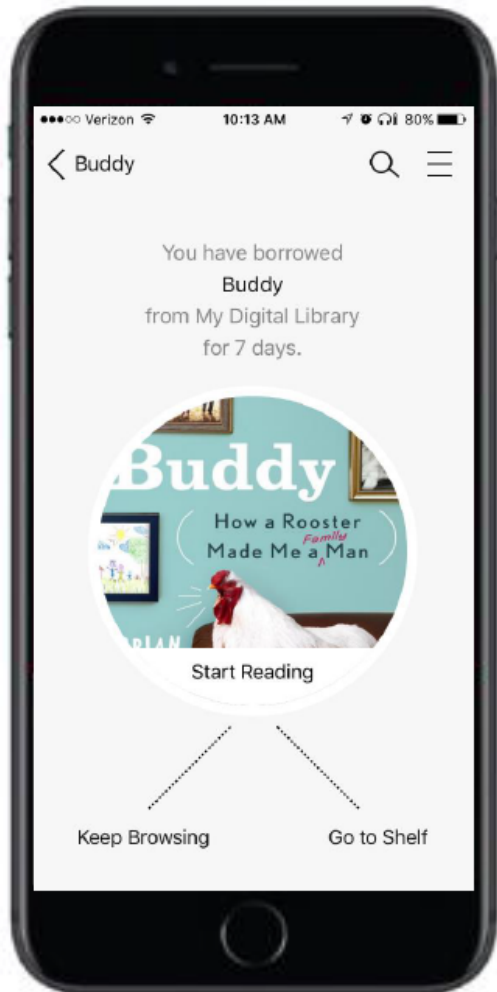 Verizon 10:13 AM 80%
Buddy
You have borrowed
Buddy
from My Digital Library
for 7 days.
Buddy
How a Rooster
Family
Made Me a Man
Start Reading
Keep Browsing Go to Shelf